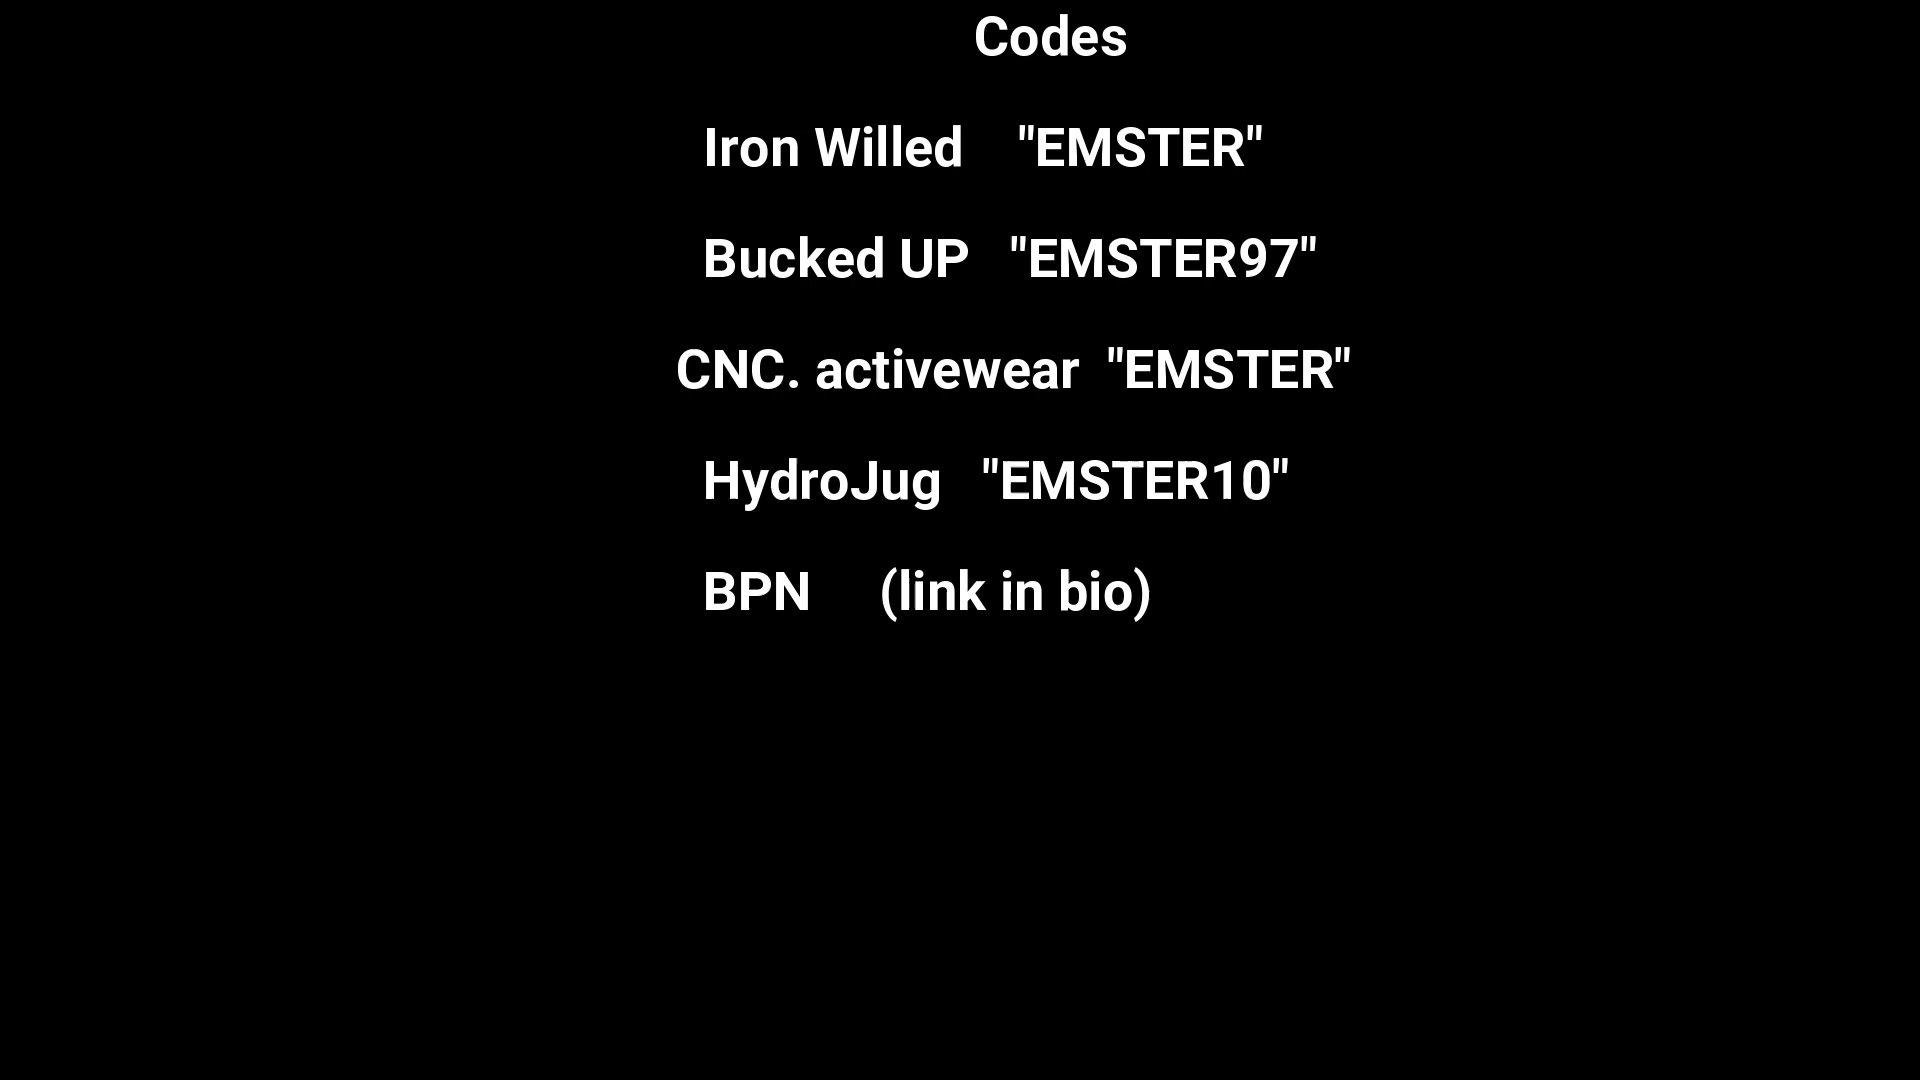 Codes
Iron Willed "EMSTER"
Bucked UP "EMSTER97"
CNC. activewear "EMSTER"
HydroJug "EMSTER10"
BPN (link in bio)